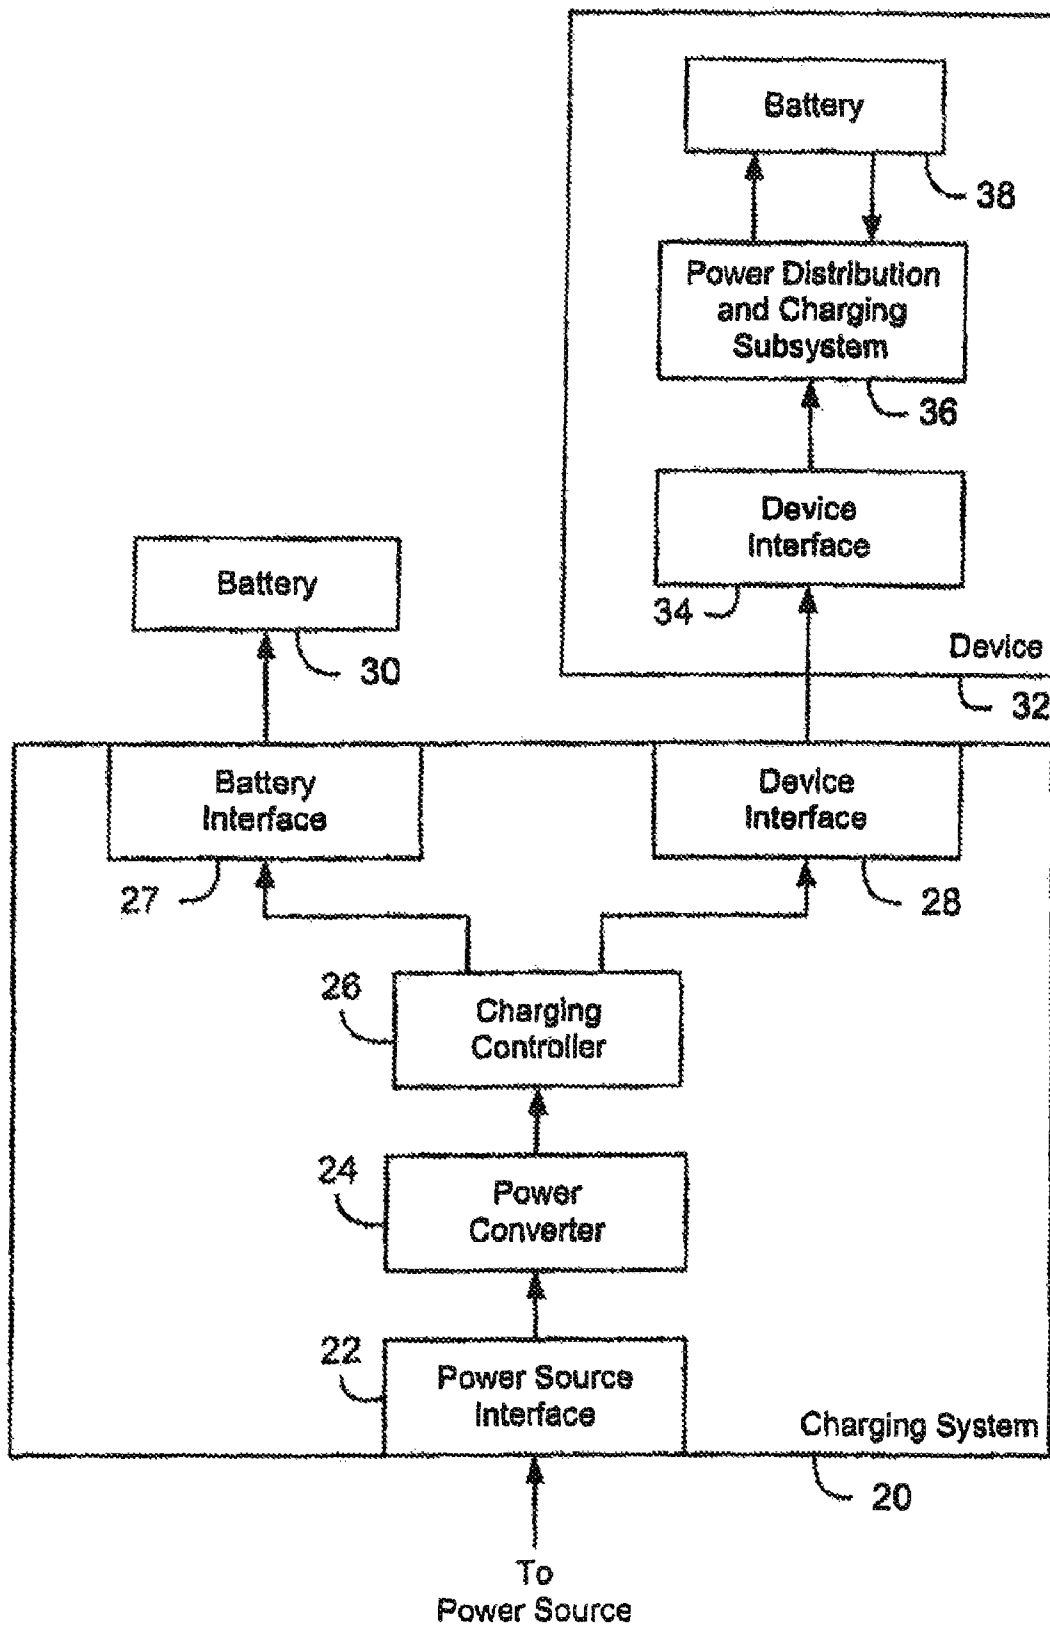 Battery
38
Power Distribution
and Charging
Subsystem
36
Device
Interface
34
Device
32
Battery
30
Battery
Interface
27
Device
Interface
28
26
Charging
Controller
24
Power
Converter
22
Power Source
Interface
Charging System
20
To
Power Source